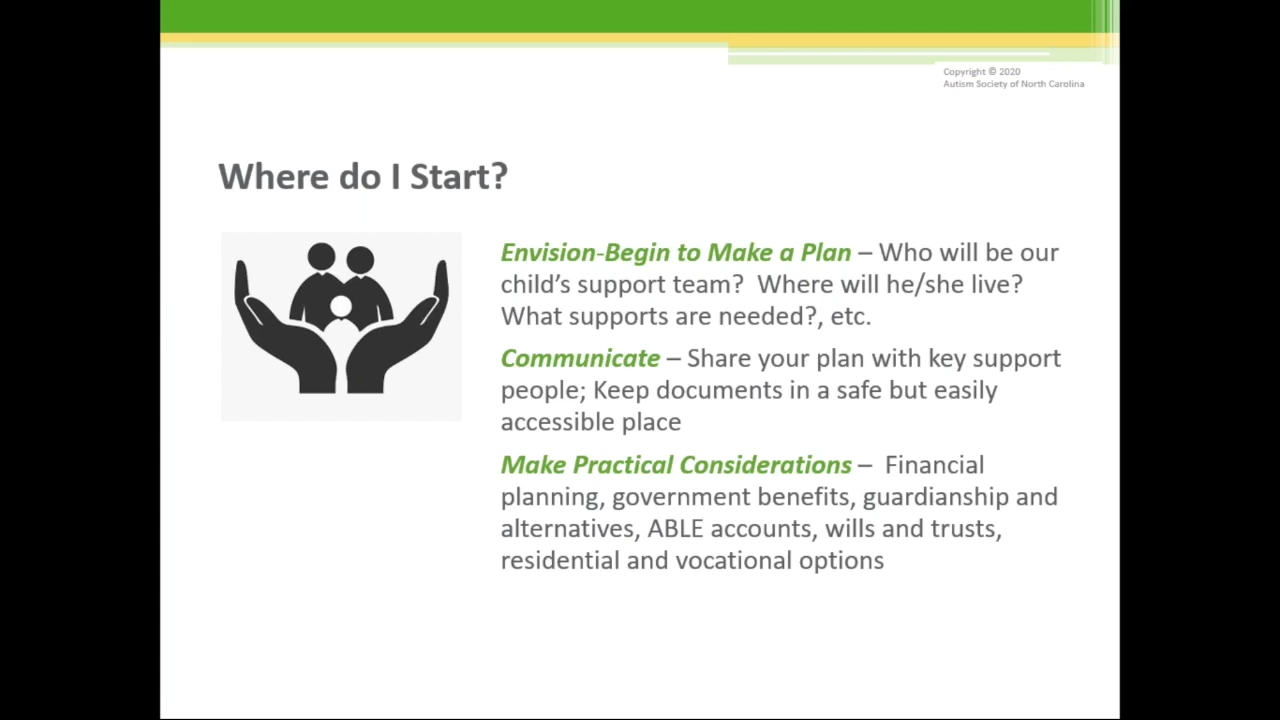 Copyright © 2020
Autism Society of North Carolina
Where do I Start?
Envision-Begin to Make a Plan – Who will be our
child's support team?  Where will he/she live?
What supports are needed?, etc.
Communicate – Share your plan with key support
people; Keep documents in a safe but easily
accessible place
Make Practical Considerations –  Financial
planning, government benefits, guardianship and
alternatives, ABLE accounts, wills and trusts,
residential and vocational options